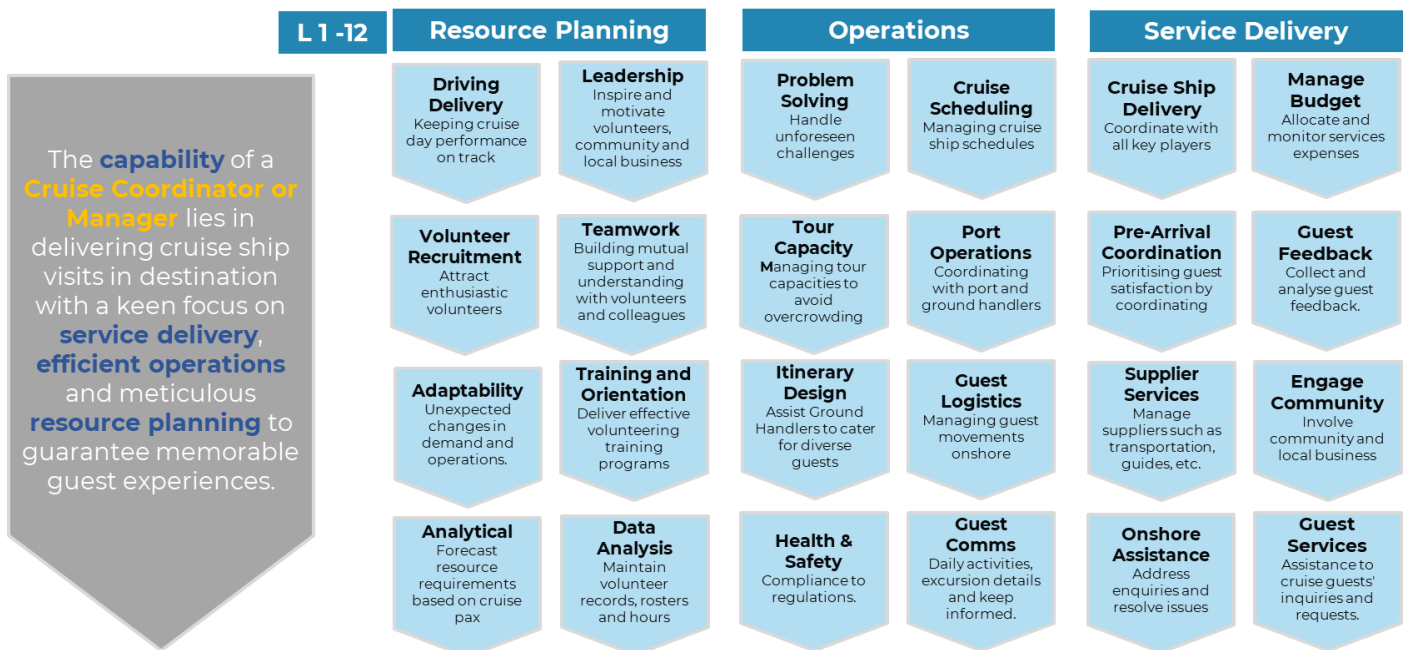 L 1 -12
Resource Planning
Operations
Service Delivery
The capability of a
Cruise Coordinator or
Manager lies in
delivering cruise ship
visits in destination
with a keen focus on
service delivery,
efficient operations
and meticulous
resource planning to
guarantee memorable
guest experiences.
Driving
Delivery
Keeping cruise
day performance
on track
Leadership
Inspire and
motivate
volunteers,
community and
local business
Problem
Solving
Handle
unforeseen
challenges
Cruise
Scheduling
Managing cruise
ship schedules
Cruise Ship
Delivery
Coordinate with
all key players
Manage
Budget
Allocate and
monitor services
expenses
Volunteer
Recruitment
Attract
enthusiastic
volunteers
Teamwork
Building mutual
support and
understanding
with volunteers
and colleagues
Tour
Capacity
Managing tour
capacities to
avoid
overcrowding
Port
Operations
Coordinating
with port and
ground handlers
Pre-Arrival
Coordination
Prioritising guest
satisfaction by
coordinating
Guest
Feedback
Collect and
analyse guest
feedback.
Adaptability
Unexpected
changes in
demand and
operations.
Training and
Orientation
Deliver effective
volunteering
training
programs
Itinerary
Design
Assist Ground
Handlers to cater
for diverse
guests
Guest
Logistics
Managing guest
movements
onshore
Supplier
Services
Manage
suppliers such as
transportation,
guides, etc.
Engage
Community
Involve
community and
local business
Analytical
Forecast
resource
requirements
based on cruise
pax
Data
Analysis
Maintain
volunteer
records, rosters
and hours
Health &
Safety
Compliance to
regulations.
Guest
Comms
Daily activities,
excursion details
and keep
informed.
Onshore
Assistance
Address
enquiries and
resolve issues
Guest
Services
Assistance to
cruise guests'
inquiries and
requests.